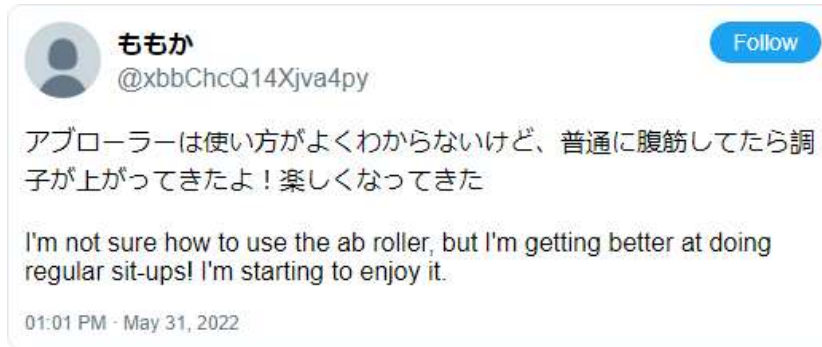 ももか
Follow
@xbbChcQ14Xjva4py
アブローラーは使い方がよくわからないけど、普通に腹筋してたら調
子が上がってきたよ！楽しくなってきた
I'm not sure how to use the ab roller, but I'm getting better at doing
regular sit-ups! I'm starting to enjoy it.
01:01 PM · May 31, 2022